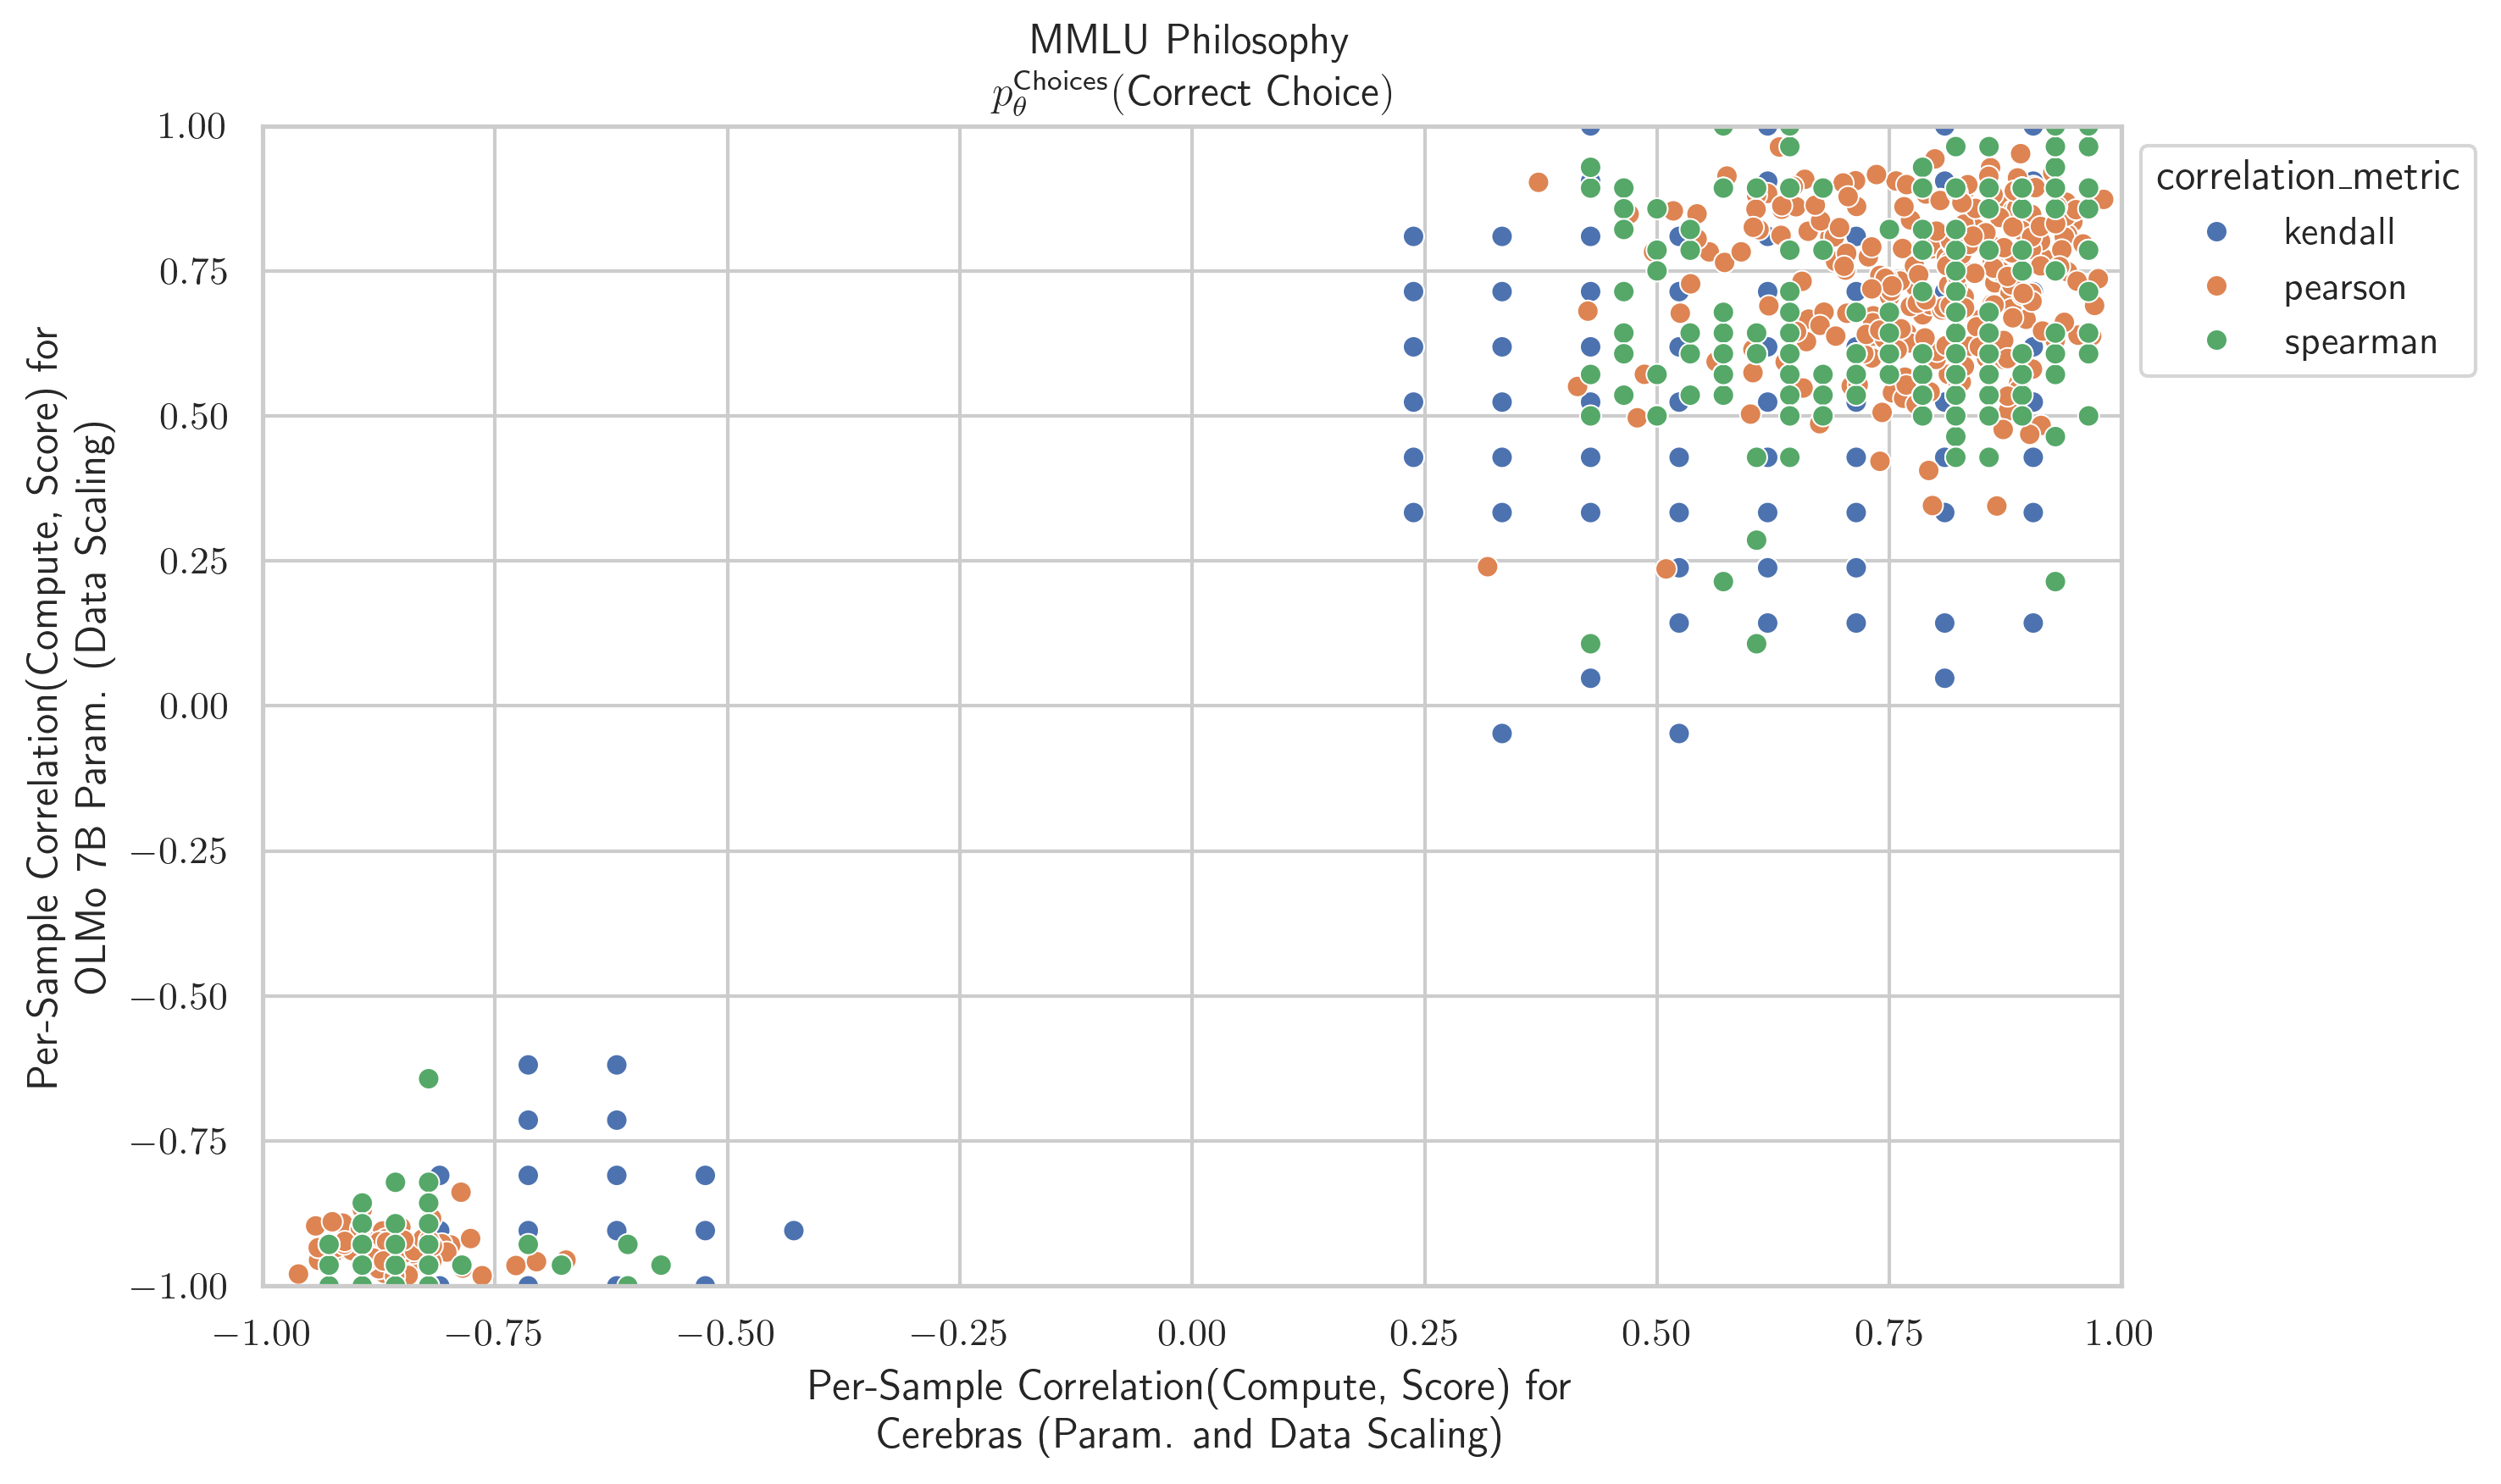 MMLU Philosophy
p_θ^Choices(Correct Choice)
1.00
0.75
0.50
0.25
0.00
−0.25
−0.50
−0.75
−1.00
Per-Sample Correlation(Compute, Score) for
OLMo 7B Param. (Data Scaling)
correlation_metric
kendall
pearson
spearman
−1.00 −0.75 −0.50 −0.25 0.00 0.25 0.50 0.75 1.00
Per-Sample Correlation(Compute, Score) for
Cerebras (Param. and Data Scaling)